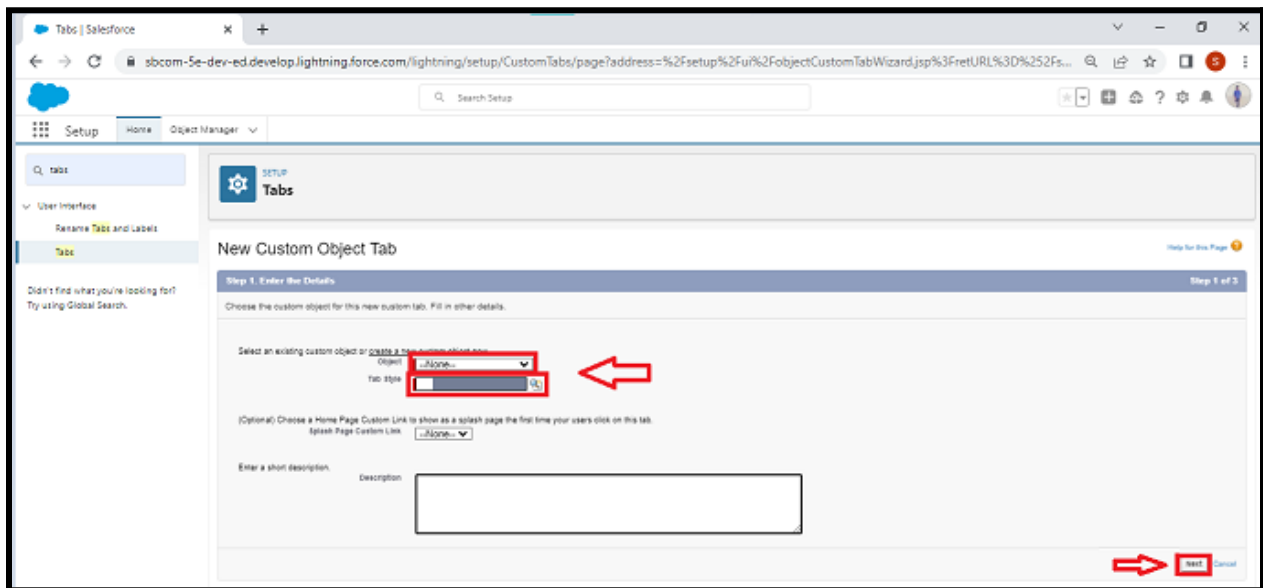 Tabs | Salesforce
sbcom-5e-dev-ed.develop.lightning.force.com/lightning/setup/CustomTabs/page?address=%2Fsetup%2Fui%2FobjectCustomTabWizard.jsp%3FretURL%3D%252Fs...
S
Search Setup
Setup
Home
Object Manager
tabs
User Interface
Rename Tabs and Labels
Tabs
Didn't find what you're looking for?
Try using Global Search.
SETUP
Tabs
New Custom Object Tab
Help for this Page
Step 1. Enter the Details
Step 1 of 3
Choose the custom object for this new custom tab. Fill in other details.
Select an existing custom object or create a new custom object now.
Object
--None--
Tab Style
(Optional) Choose a Home Page Custom Link to show as a splash page the first time your users click on this tab.
Splash Page Custom Link
--None--
Enter a short description.
Description
Next
Cancel